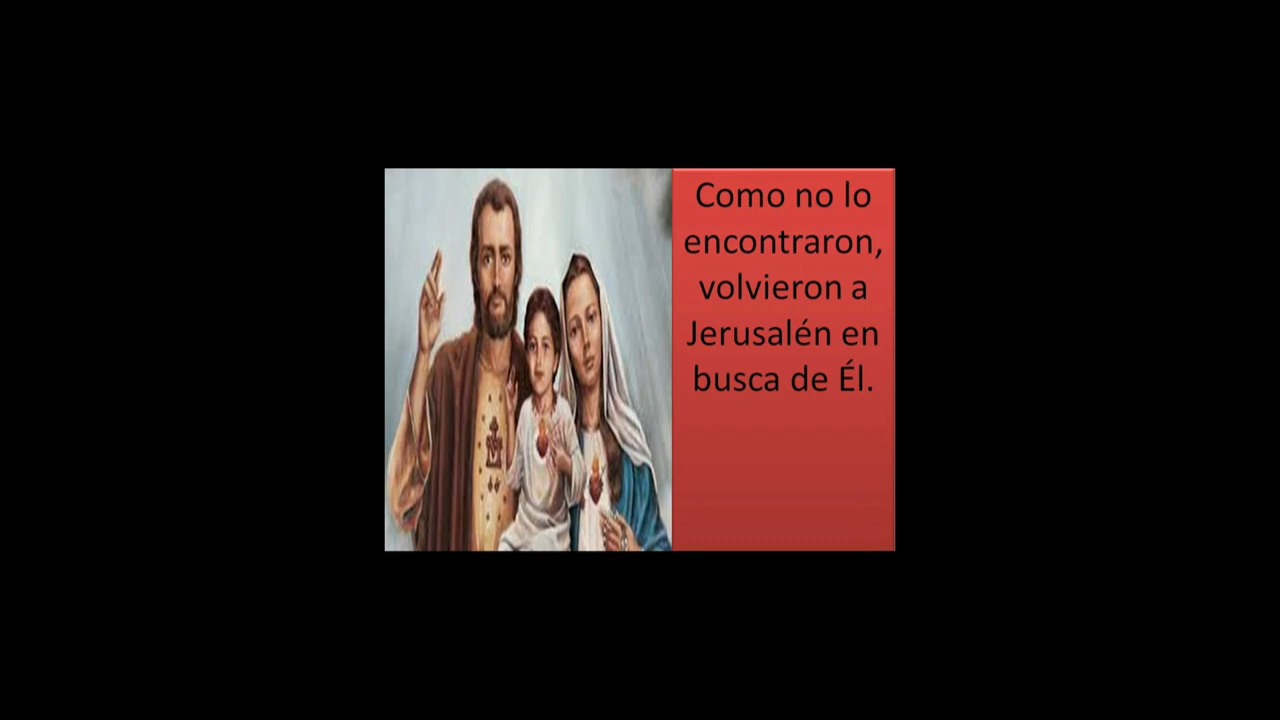 Como no lo
encontraron,
volvieron a
Jerusalén en
busca de Él.